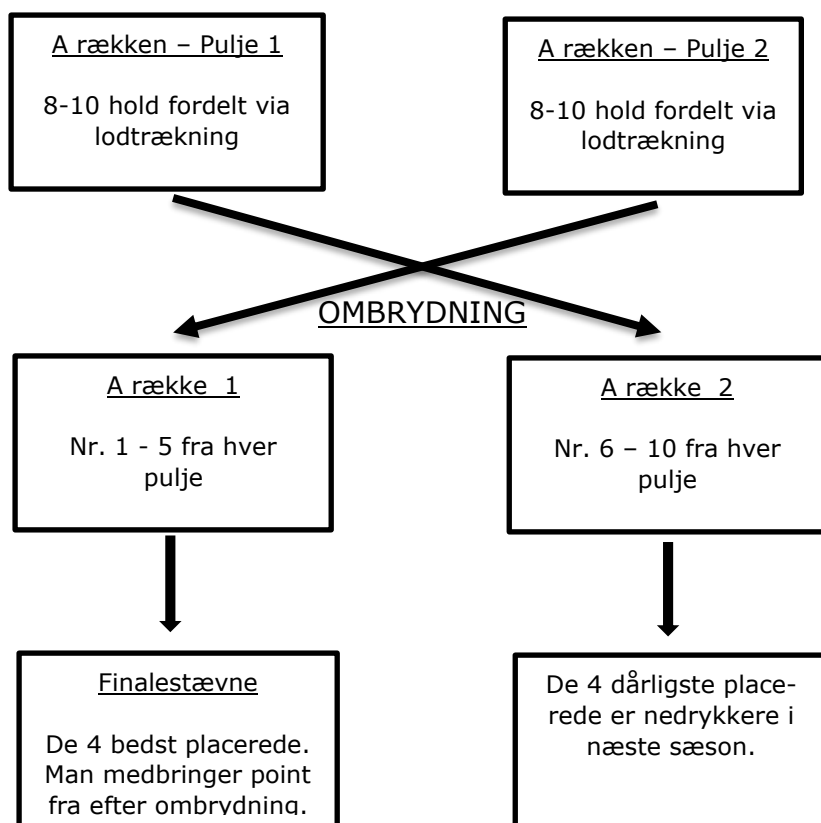 A rækken – Pulje 1
8-10 hold fordelt via
lodtrækning
A rækken – Pulje 2
8-10 hold fordelt via
lodtrækning
OMBRYDNING
A række  1
Nr. 1 - 5 fra hver
pulje
A række  2
Nr. 6 – 10 fra hver
pulje
Finalestævne
De 4 bedst placerede.
Man medbringer point
fra efter ombrydning.
De 4 dårligste place-
rede er nedrykkere i
næste sæson.